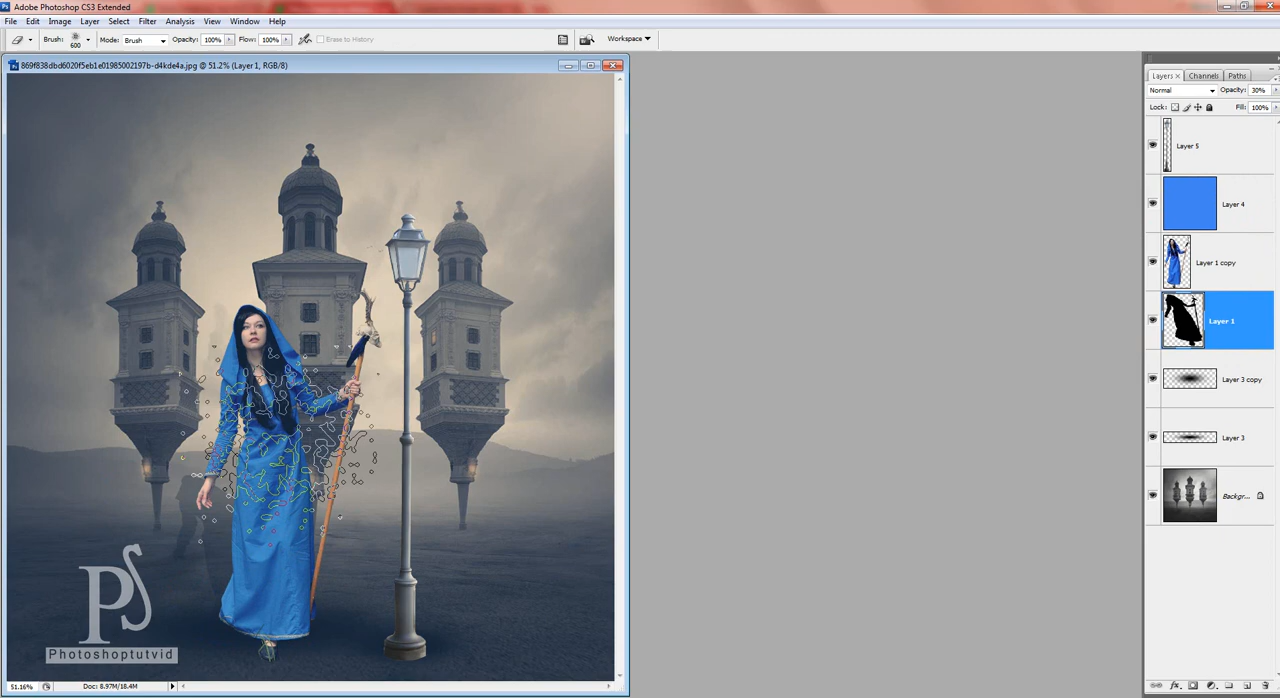 Adobe Photoshop CS3 Extended
File Edit Image Layer Select Filter Analysis View Window Help
Brush: 600 Mode: Brush Opacity: 100% Flow: 100% Erase to History Workspace
869f838dbd6020f5eb1e01985002197b-d4kde4a.jpg @ 51.2% (Layer 1, RGB/8)
Layers Channels Paths
Normal Opacity: 30%
Lock: Fill: 100%
Layer 5
Layer 4
Layer 1 copy
Layer 1
Layer 3 copy
Layer 3
Backgr...
PS
Photoshoptutvid
51.16% Doc: 8.97M/18.4M